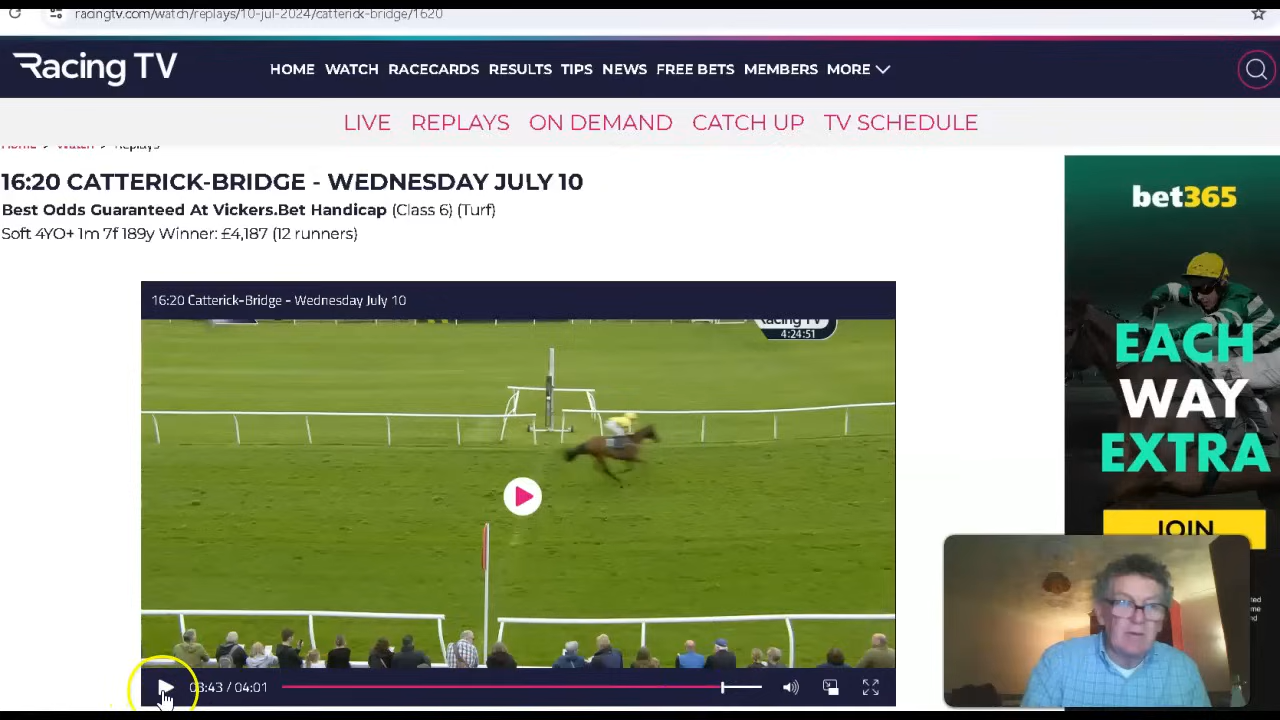 racingtv.com/watch/replays/10-jul-2024/catterick-bridge/1620
Racing TV
HOME WATCH RACECARDS RESULTS TIPS NEWS FREE BETS MEMBERS MORE
LIVE REPLAYS ON DEMAND CATCH UP TV SCHEDULE
Home > Watch > Replays
16:20 CATTERICK-BRIDGE - WEDNESDAY JULY 10
Best Odds Guaranteed At Vickers.Bet Handicap (Class 6) (Turf)
Soft 4YO+ 1m 7f 189y Winner: £4,187 (12 runners)
16:20 Catterick-Bridge - Wednesday July 10
Racing TV
4:24:51
03:43 / 04:01
bet365
EACH
WAY
EXTRA
JOIN